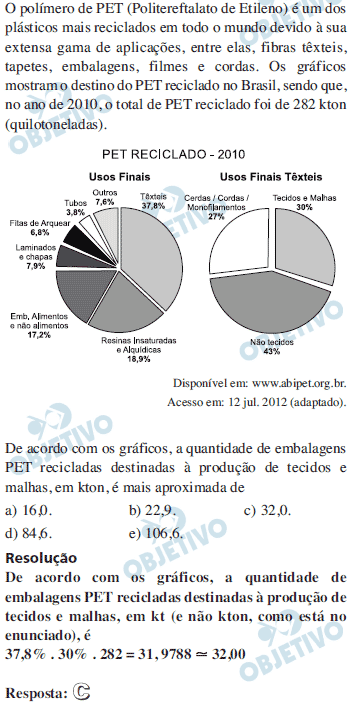 O polímero de PET (Politereftalato de Etileno) é um dos
plásticos mais reciclados em todo o mundo devido à sua
extensa gama de aplicações, entre elas, fibras têxteis,
tapetes, embalagens, filmes e cordas. Os gráficos
mostram o destino do PET reciclado no Brasil, sendo que,
no ano de 2010, o total de PET reciclado foi de 282 kton
(quilotoneladas).
PET RECICLADO - 2010
Usos Finais
Outros
7,6%
Tubos
3,8%
Fitas de Arquear
6,8%
Laminados
e chapas
7,9%
Emb, Alimentos
e não alimentos
17,2%
Têxteis
37,8%
Resinas Insaturadas
e Alquídicas
18,9%
Usos Finais Têxteis
Cerdas / Cordas /
Monofilamentos
27%
Tecidos e Malhas
30%
Não tecidos
43%
Disponível em: www.abipet.org.br.
Acesso em: 12 jul. 2012 (adaptado).
De acordo com os gráficos, a quantidade de embalagens
PET recicladas destinadas à produção de tecidos e
malhas, em kton, é mais aproximada de
a) 16,0. b) 22,9. c) 32,0.
d) 84,6. e) 106,6.
Resolução
De acordo com os gráficos, a quantidade de
embalagens PET recicladas destinadas à produção de
tecidos e malhas, em kt (e não kton, como está no
enunciado), é
37,8% . 30% . 282 = 31,9788 ≃ 32,00
Resposta: C
OBJETIVO
OBJETIVO
OBJETIVO
OBJETIVO
OBJETIVO
OBJETIVO